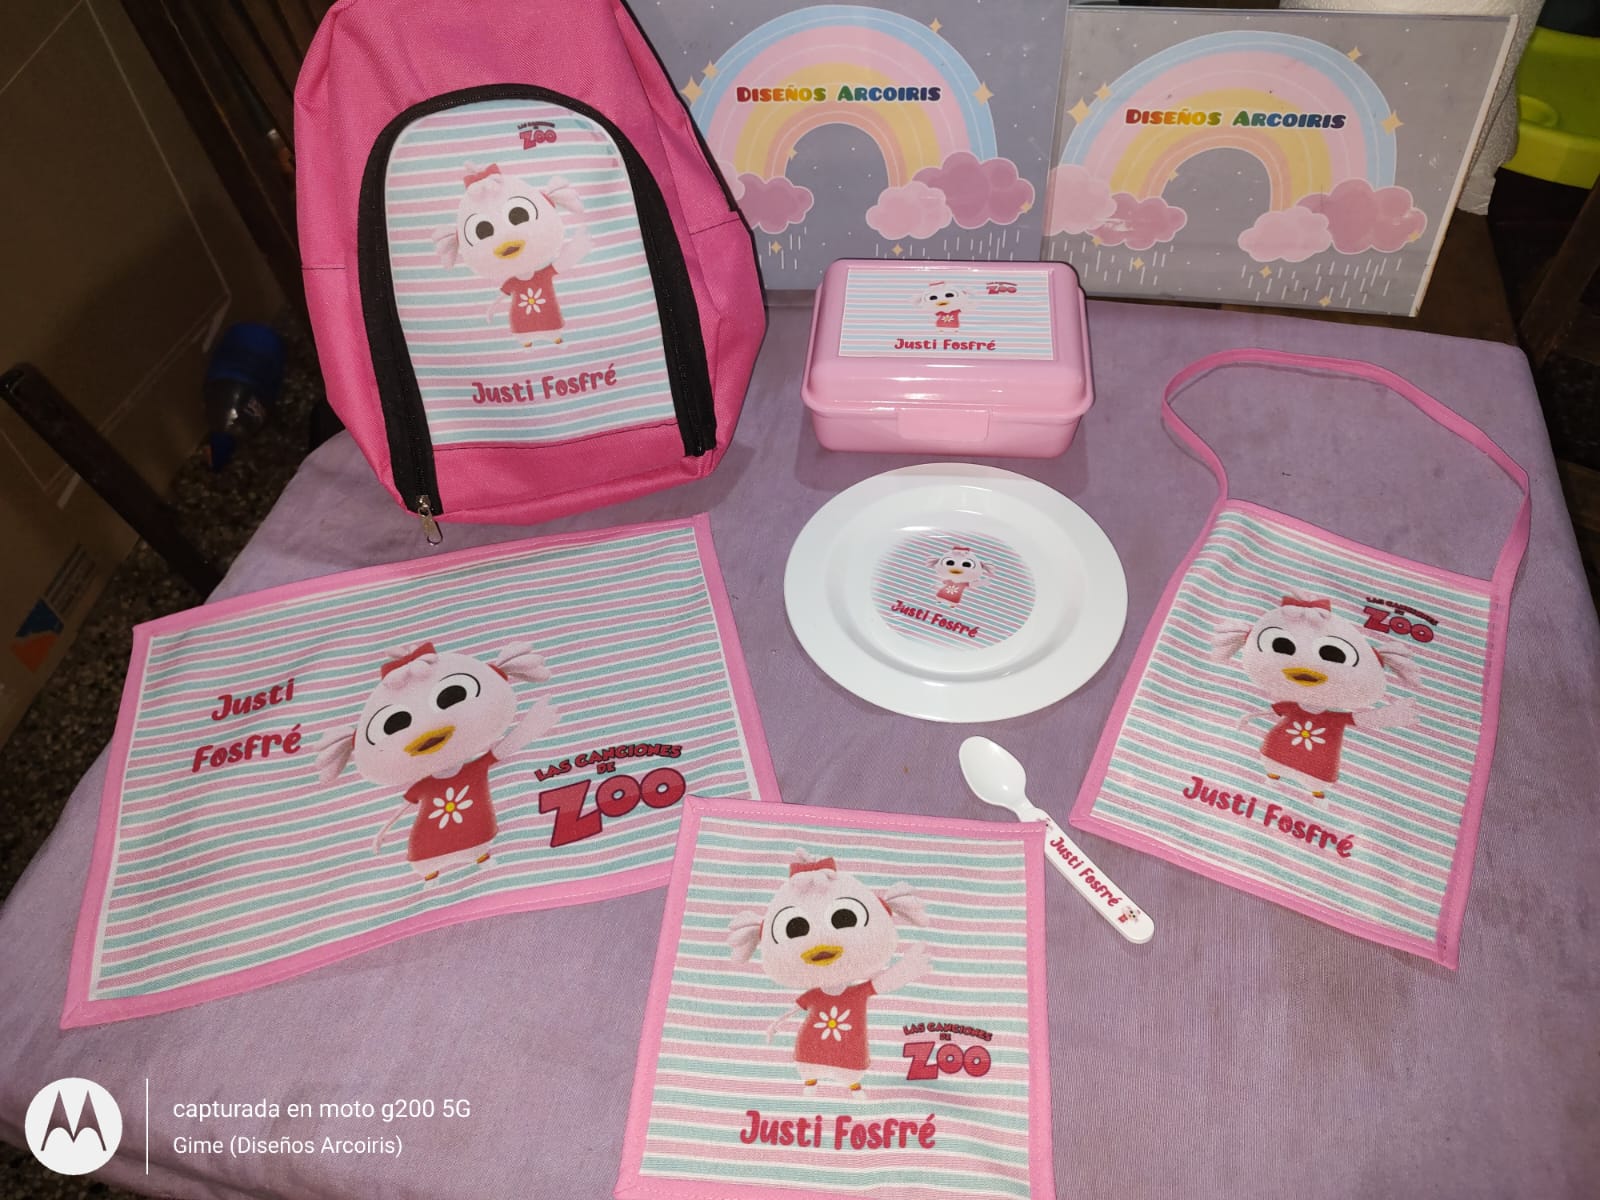 DISEÑOS ARCOIRIS
DISEÑOS ARCOIRIS
LAS CANCIONES
DE
ZOO
Justi Fosfré
ZOO
Justi Fosfré
Justi Fosfré
LAS CANCIONES
DE
ZOO
Justi Fosfré
Justi
Fosfré
LAS CANCIONES
DE
ZOO
Justi Fosfré
LAS CANCIONES
DE
ZOO
Justi Fosfré
capturada en moto g200 5G
Gime (Diseños Arcoiris)